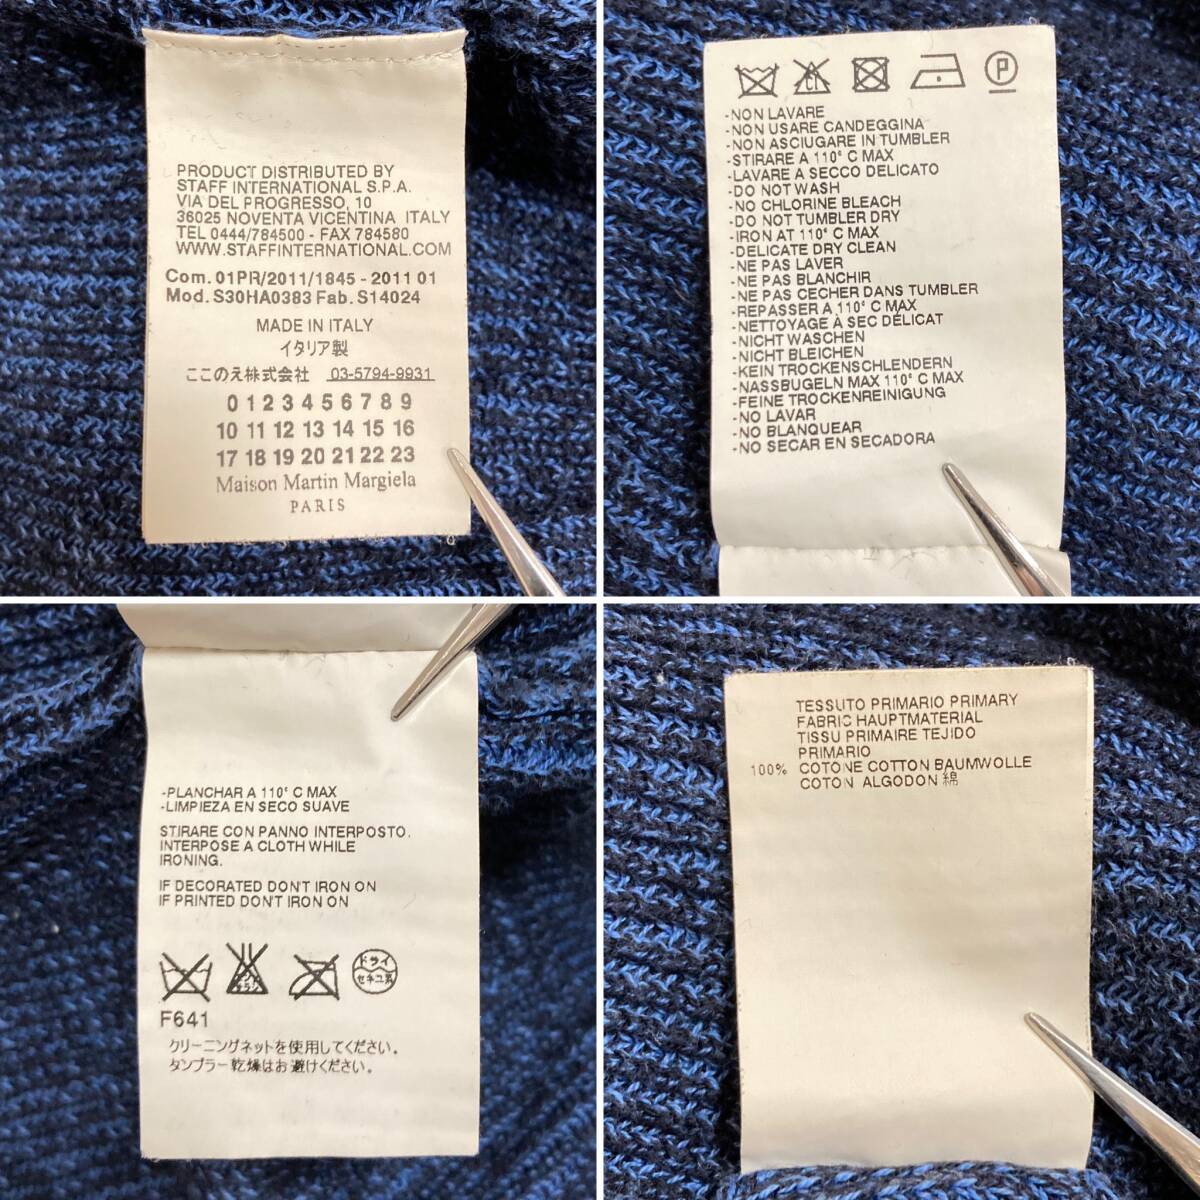 PRODUCT DISTRIBUTED BY
STAFF INTERNATIONAL S.P.A.
VIA DEL PROGRESSO, 10
36025 NOVENTA VICENTINA ITALY
TEL 0444/784500 - FAX 784580
WWW.STAFFINTERNATIONAL.COM
Com. 01PR/2011/1845 - 2011 01
Mod. S30HA0383 Fab. S14024
MADE IN ITALY
イタリア製
ここのえ株式会社 03-5794-9931
0 1 2 3 4 5 6 7 8 9
10 11 12 13 14 15 16
17 18 19 20 21 22 23
Maison Martin Margiela
PARIS
CL P
-NON LAVARE
-NON USARE CANDEGGINA
-NON ASCIUGARE IN TUMBLER
-STIRARE A 110° C MAX
-LAVARE A SECCO DELICATO
-DO NOT WASH
-NO CHLORINE BLEACH
-DO NOT TUMBLER DRY
-IRON AT 110° C MAX
-DELICATE DRY CLEAN
-NE PAS LAVER
-NE PAS BLANCHIR
-NE PAS CECHER DANS TUMBLER
-REPASSER A 110° C MAX
-NETTOYAGE À SEC DÉLICAT
-NICHT WASCHEN
-NICHT BLEICHEN
-KEIN TROCKENSCHLENDERN
-NASSBUGELN MAX 110° C MAX
-FEINE TROCKENREINIGUNG
-NO LAVAR
-NO BLANQUEAR
-NO SECAR EN SECADORA
-PLANCHAR A 110° C MAX
-LIMPIEZA EN SECO SUAVE
STIRARE CON PANNO INTERPOSTO.
INTERPOSE A CLOTH WHILE
IRONING.
IF DECORATED DON'T IRON ON
IF PRINTED DON'T IRON ON
ドライ
セキユ系
F641
クリーニングネットを使用してください。
タンブラー乾燥はお避けください。
TESSUTO PRIMARIO PRIMARY
FABRIC HAUPTMATERIAL
TISSU PRIMAIRE TEJIDO
PRIMARIO
100% COTONE COTTON BAUMWOLLE
COTON ALGODON 綿